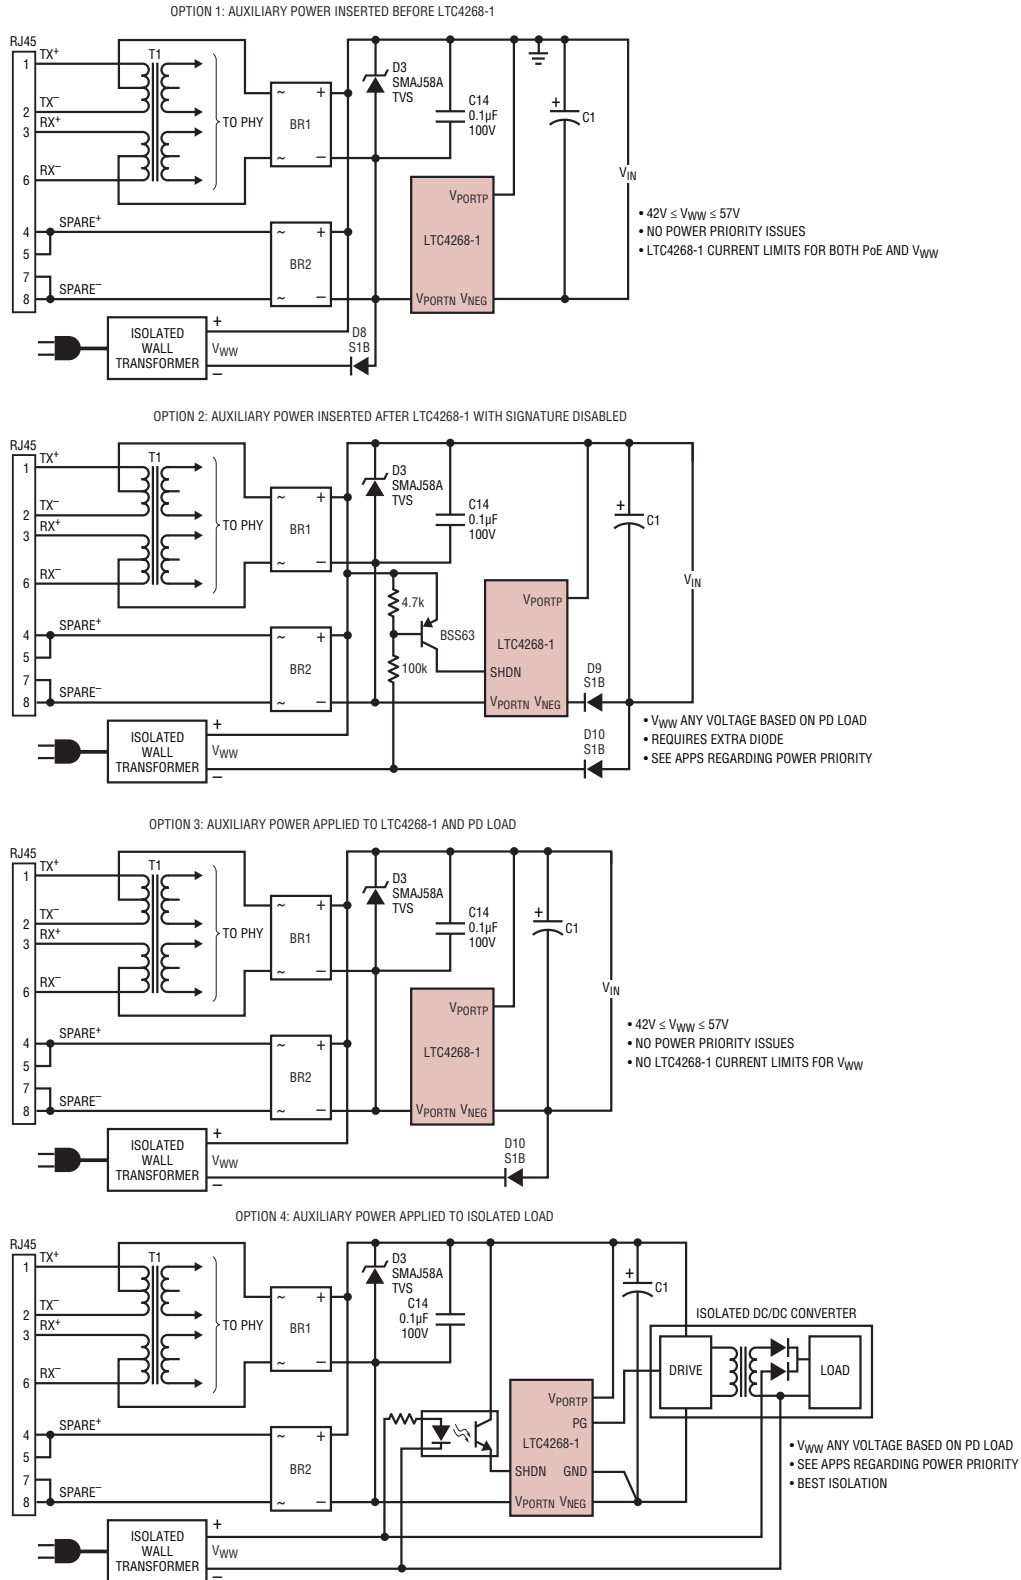 OPTION 1: AUXILIARY POWER INSERTED BEFORE LTC4268-1
RJ45
1
TX+
2
TX–
3
RX+
6
RX–
4
SPARE+
5
7
8
SPARE–
T1
TO PHY
~
+
BR1
~
–
~
+
BR2
~
–
D3
SMAJ58A
TVS
C14
0.1µF
100V
+
C1
VIN
VPORTP
LTC4268-1
VPORTN VNEG
ISOLATED
WALL
TRANSFORMER
+
VWW
–
D8
S1B
• 42V ≤ VWW ≤ 57V
• NO POWER PRIORITY ISSUES
• LTC4268-1 CURRENT LIMITS FOR BOTH PoE AND VWW
OPTION 2: AUXILIARY POWER INSERTED AFTER LTC4268-1 WITH SIGNATURE DISABLED
RJ45
1
TX+
2
TX–
3
RX+
6
RX–
4
SPARE+
5
7
8
SPARE–
T1
TO PHY
~
+
BR1
~
–
~
+
BR2
~
–
D3
SMAJ58A
TVS
C14
0.1µF
100V
4.7k
100k
BSS63
+
C1
VIN
VPORTP
LTC4268-1
SHDN
VPORTN VNEG
D9
S1B
D10
S1B
ISOLATED
WALL
TRANSFORMER
+
VWW
–
• VWW ANY VOLTAGE BASED ON PD LOAD
• REQUIRES EXTRA DIODE
• SEE APPS REGARDING POWER PRIORITY
OPTION 3: AUXILIARY POWER APPLIED TO LTC4268-1 AND PD LOAD
RJ45
1
TX+
2
TX–
3
RX+
6
RX–
4
SPARE+
5
7
8
SPARE–
T1
TO PHY
~
+
BR1
~
–
~
+
BR2
~
–
D3
SMAJ58A
TVS
C14
0.1µF
100V
+
C1
VIN
VPORTP
LTC4268-1
VPORTN VNEG
D10
S1B
ISOLATED
WALL
TRANSFORMER
+
VWW
–
• 42V ≤ VWW ≤ 57V
• NO POWER PRIORITY ISSUES
• NO LTC4268-1 CURRENT LIMITS FOR VWW
OPTION 4: AUXILIARY POWER APPLIED TO ISOLATED LOAD
RJ45
1
TX+
2
TX–
3
RX+
6
RX–
4
SPARE+
5
7
8
SPARE–
T1
TO PHY
~
+
BR1
~
–
~
+
BR2
~
–
D3
SMAJ58A
TVS
C14
0.1µF
100V
+
C1
ISOLATED DC/DC CONVERTER
DRIVE
LOAD
VPORTP
PG
LTC4268-1
SHDN GND
VPORTN VNEG
ISOLATED
WALL
TRANSFORMER
+
VWW
–
• VWW ANY VOLTAGE BASED ON PD LOAD
• SEE APPS REGARDING POWER PRIORITY
• BEST ISOLATION